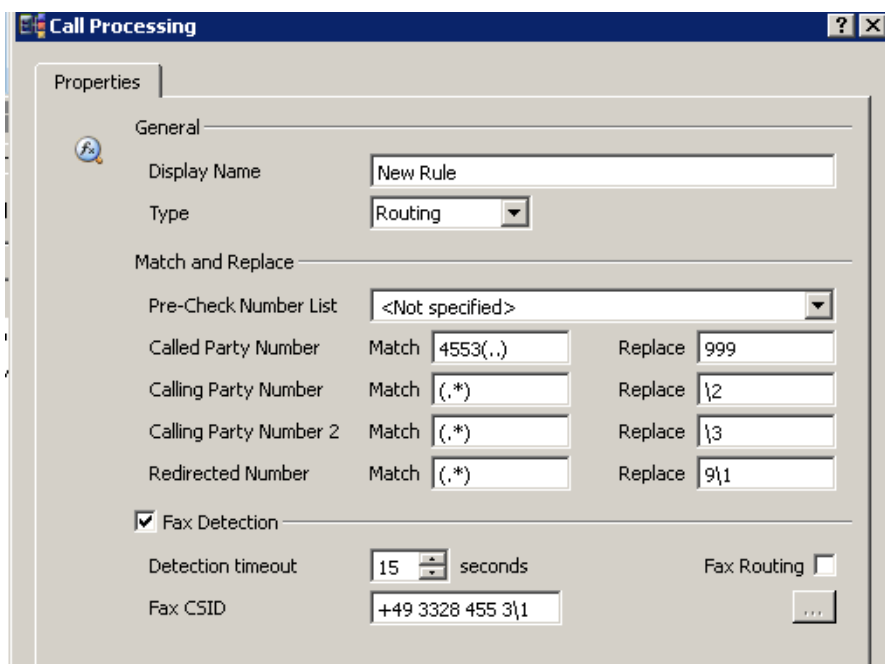 Call Processing
Properties
General
Display Name New Rule
Type Routing
Match and Replace
Pre-Check Number List <Not specified>
Called Party Number Match 4553(..) Replace 999
Calling Party Number Match (.*) Replace \2
Calling Party Number 2 Match (.*) Replace \3
Redirected Number Match (.*) Replace 9\1
Fax Detection
Detection timeout 15 seconds Fax Routing
Fax CSID +49 3328 455 3\1 ...